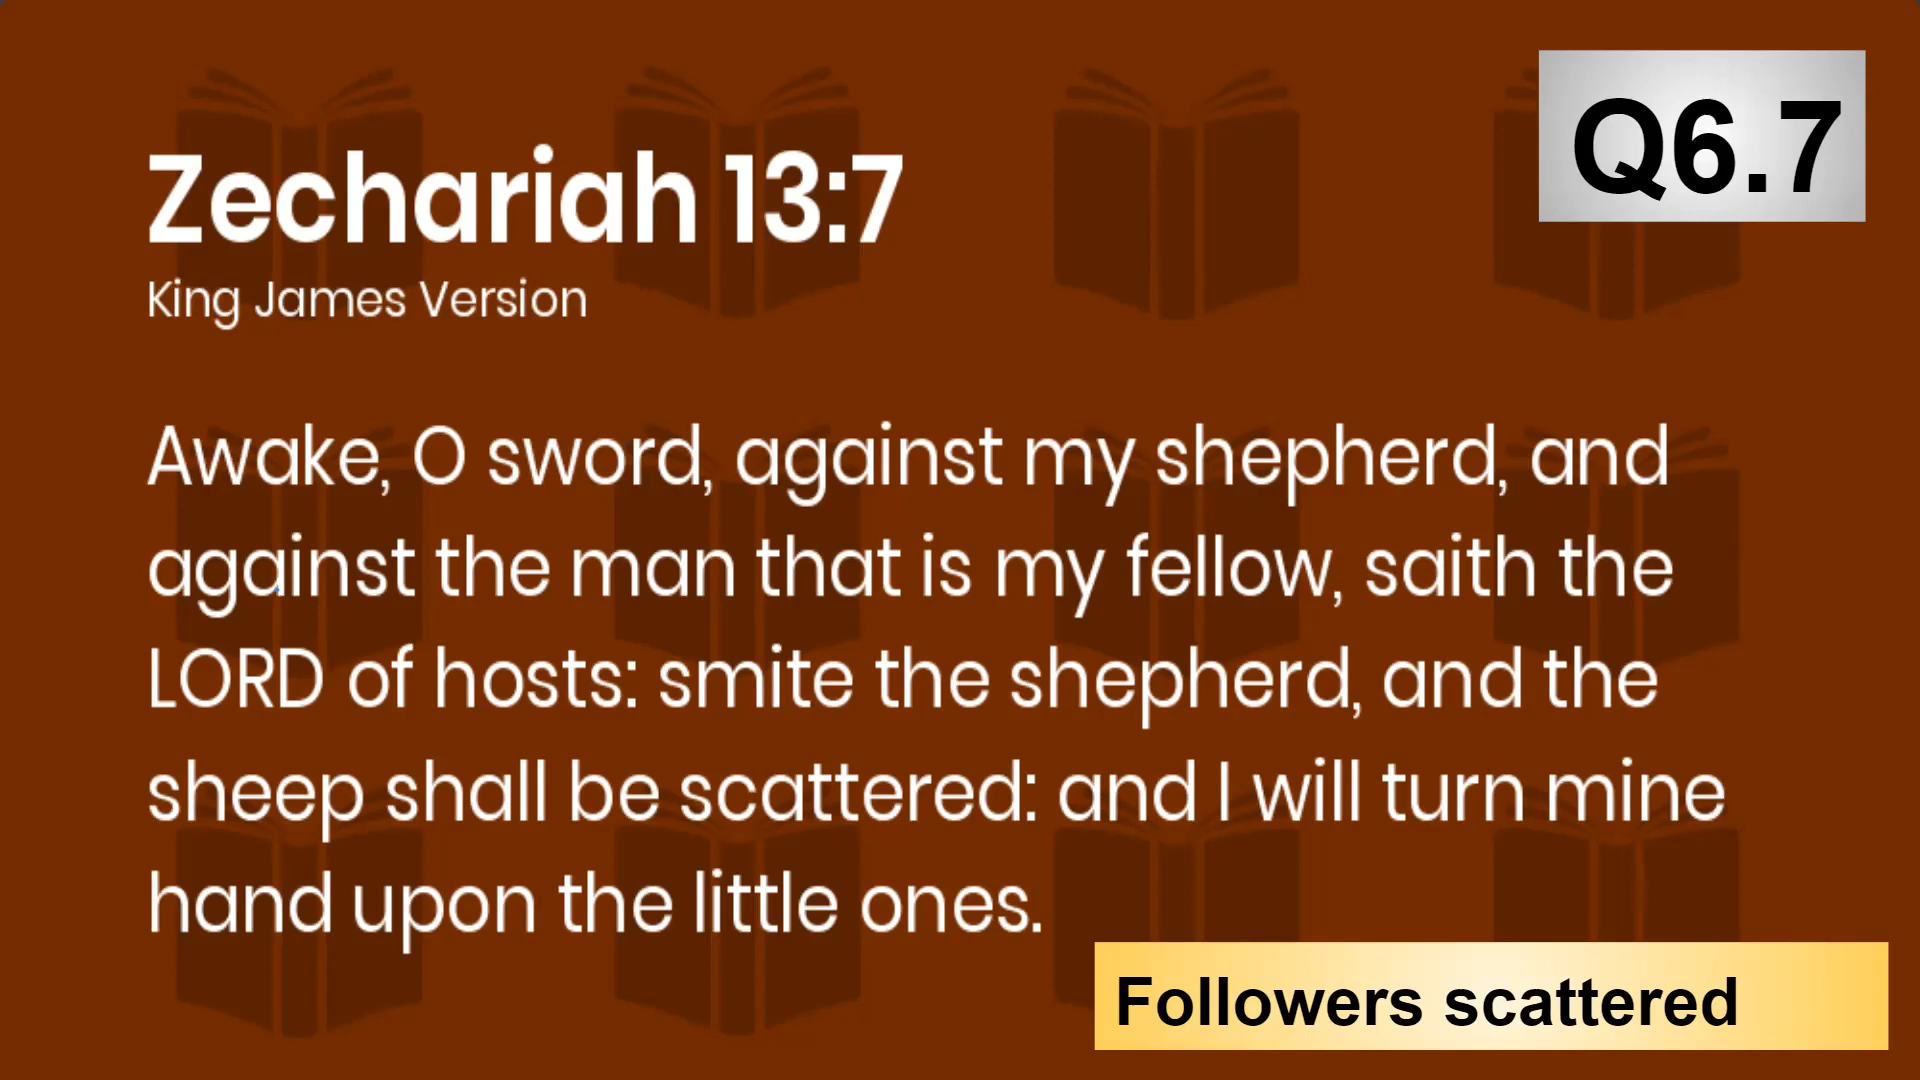 Q6.7
Zechariah 13:7
King James Version
Awake, O sword, against my shepherd, and
against the man that is my fellow, saith the
LORD of hosts: smite the shepherd, and the
sheep shall be scattered: and I will turn mine
hand upon the little ones.
Followers scattered